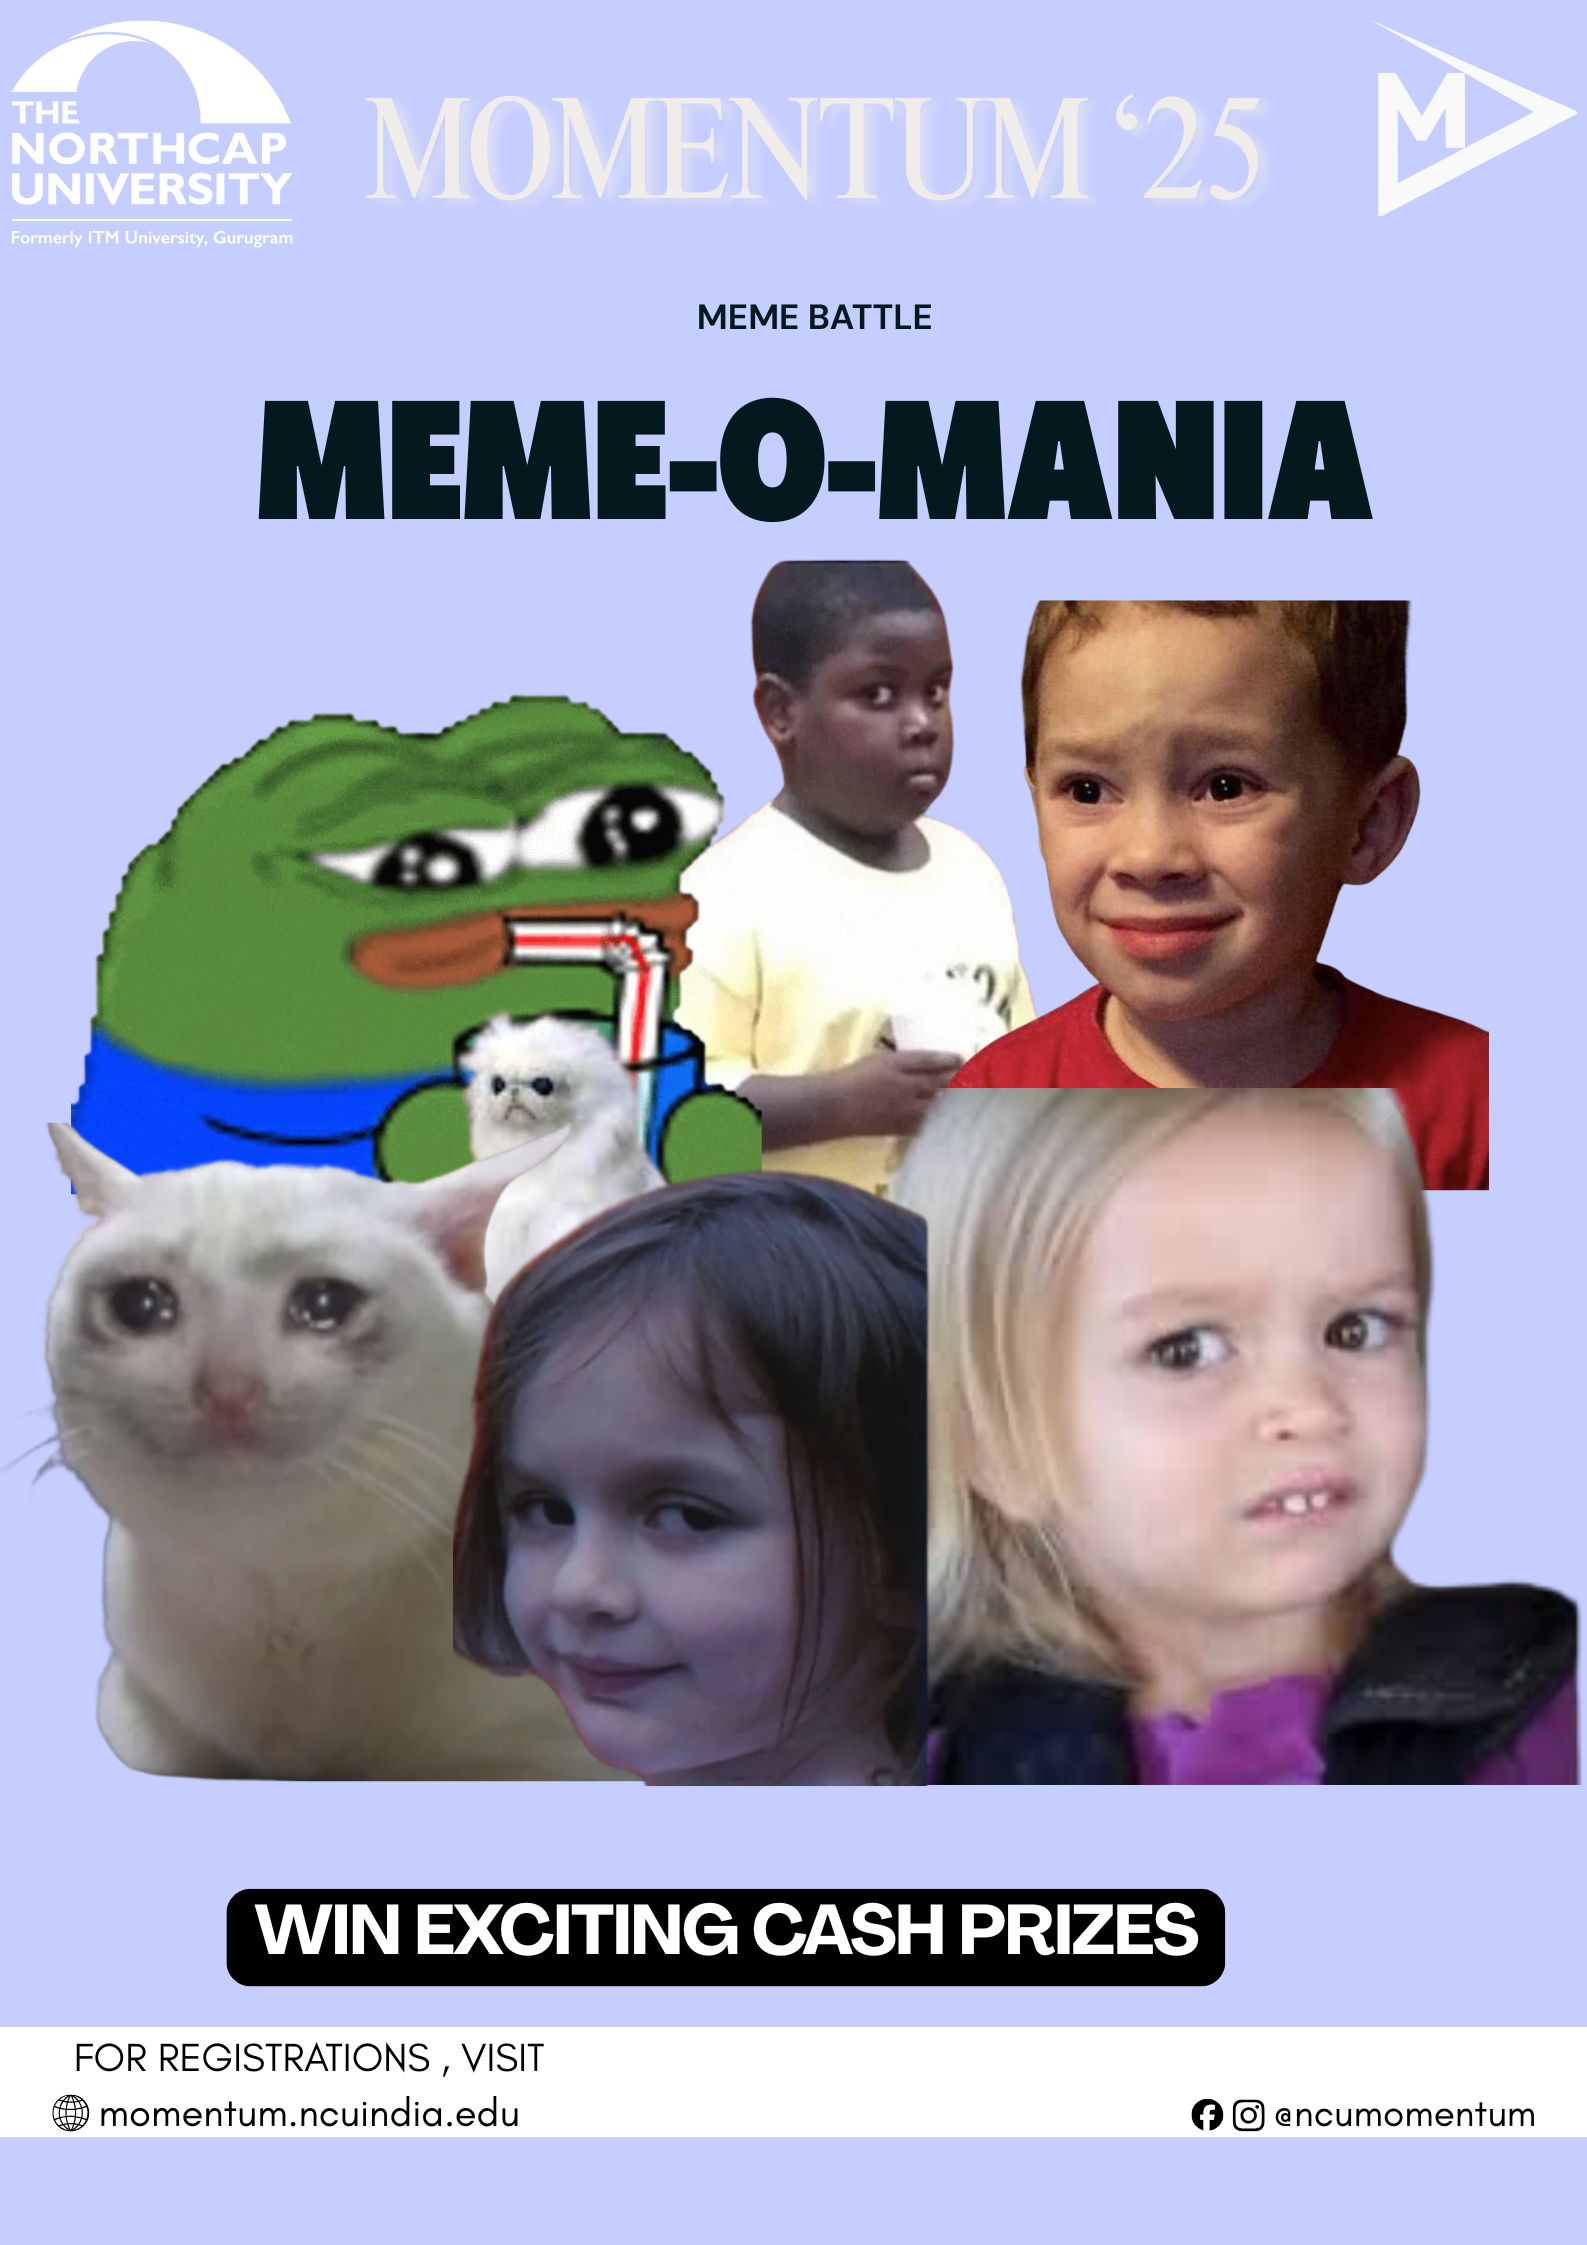 THE
NORTHCAP
UNIVERSITY
Formerly ITM University, Gurugram
MOMENTUM ‘25
M
MEME BATTLE
MEME-O-MANIA
WIN EXCITING CASH PRIZES
FOR REGISTRATIONS , VISIT
momentum.ncuindia.edu
@ncumomentum